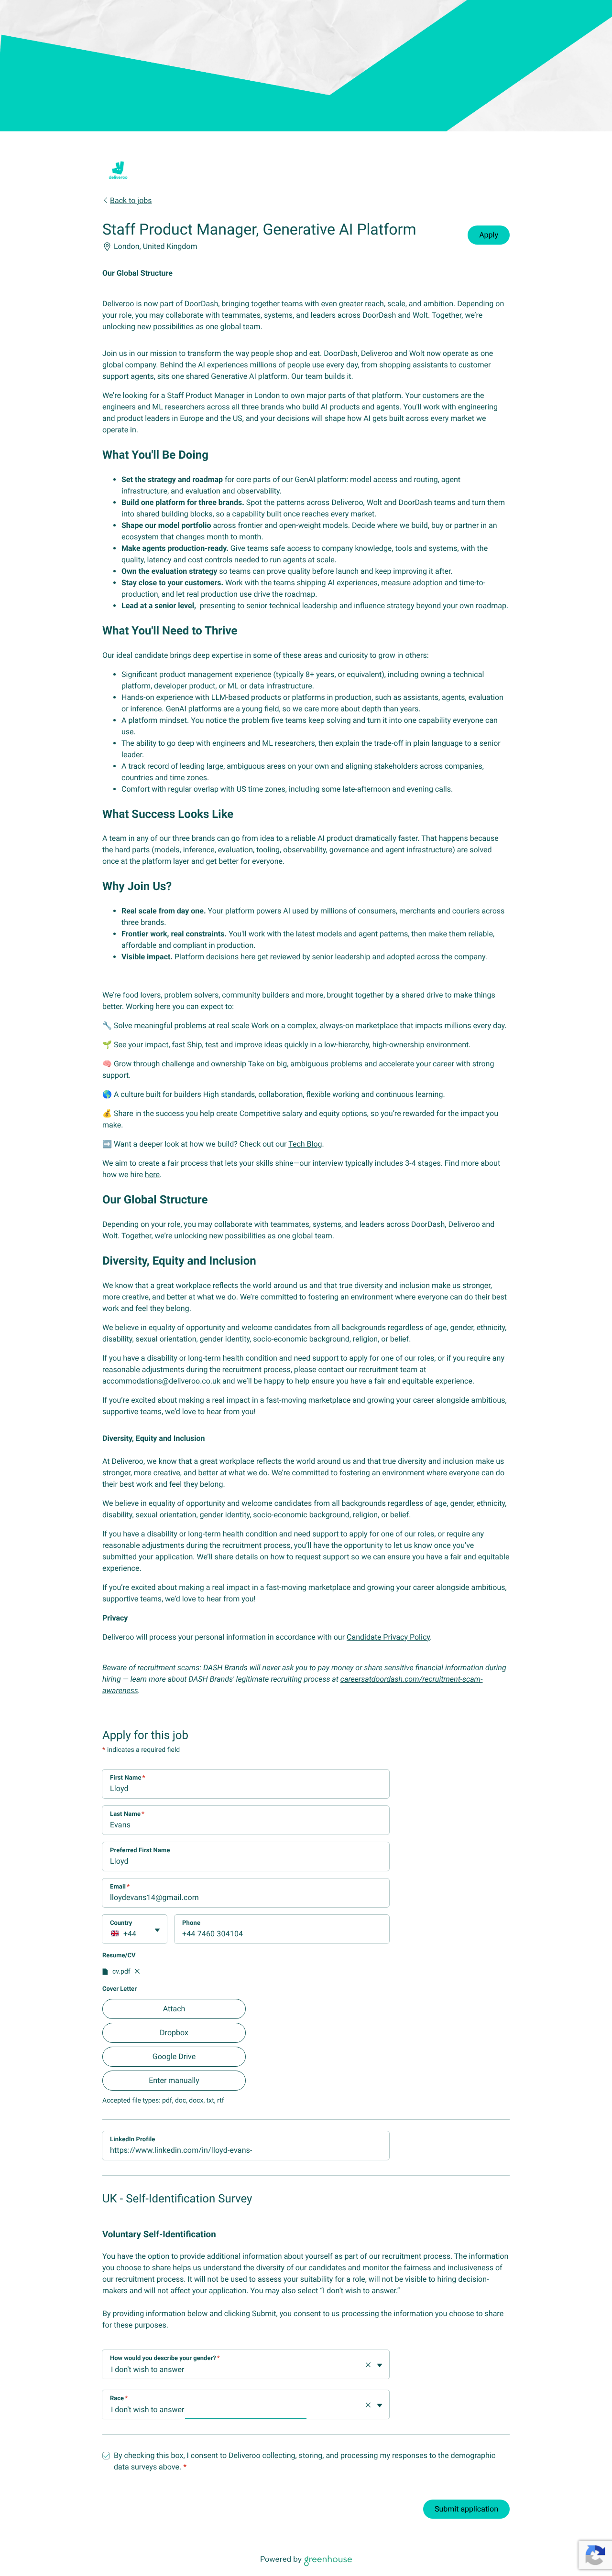 deliveroo
Back to jobs
Staff Product Manager, Generative AI Platform
Apply
London, United Kingdom
Our Global Structure
Deliveroo is now part of DoorDash, bringing together teams with even greater reach, scale, and ambition. Depending on
your role, you may collaborate with teammates, systems, and leaders across DoorDash and Wolt. Together, we're
unlocking new possibilities as one global team.
Join us in our mission to transform the way people shop and eat. DoorDash, Deliveroo and Wolt now operate as one
global company. Behind the AI experiences millions of people use every day, from shopping assistants to customer
support agents, sits one shared Generative AI platform. Our team builds it.
We're looking for a Staff Product Manager in London to own major parts of that platform. Your customers are the
engineers and ML researchers across all three brands who build AI products and agents. You'll work with engineering
and product leaders in Europe and the US, and your decisions will shape how AI gets built across every market we
operate in.
What You'll Be Doing
• Set the strategy and roadmap for core parts of our GenAI platform: model access and routing, agent
infrastructure, and evaluation and observability.
• Build one platform for three brands. Spot the patterns across Deliveroo, Wolt and DoorDash teams and turn them
into shared building blocks, so a capability built once reaches every market.
• Shape our model portfolio across frontier and open-weight models. Decide where we build, buy or partner in an
ecosystem that changes month to month.
• Make agents production-ready. Give teams safe access to company knowledge, tools and systems, with the
quality, latency and cost controls needed to run agents at scale.
• Own the evaluation strategy so teams can prove quality before launch and keep improving it after.
• Stay close to your customers. Work with the teams shipping AI experiences, measure adoption and time-to-
production, and let real production use drive the roadmap.
• Lead at a senior level, presenting to senior technical leadership and influence strategy beyond your own roadmap.
What You'll Need to Thrive
Our ideal candidate brings deep expertise in some of these areas and curiosity to grow in others:
• Significant product management experience (typically 8+ years, or equivalent), including owning a technical
platform, developer product, or ML or data infrastructure.
• Hands-on experience with LLM-based products or platforms in production, such as assistants, agents, evaluation
or inference. GenAI platforms are a young field, so we care more about depth than years.
• A platform mindset. You notice the problem five teams keep solving and turn it into one capability everyone can
use.
• The ability to go deep with engineers and ML researchers, then explain the trade-off in plain language to a senior
leader.
• A track record of leading large, ambiguous areas on your own and aligning stakeholders across companies,
countries and time zones.
• Comfort with regular overlap with US time zones, including some late-afternoon and evening calls.
What Success Looks Like
A team in any of our three brands can go from idea to a reliable AI product dramatically faster. That happens because
the hard parts (models, inference, evaluation, tooling, observability, governance and agent infrastructure) are solved
once at the platform layer and get better for everyone.
Why Join Us?
• Real scale from day one. Your platform powers AI used by millions of consumers, merchants and couriers across
three brands.
• Frontier work, real constraints. You'll work with the latest models and agent patterns, then make them reliable,
affordable and compliant in production.
• Visible impact. Platform decisions here get reviewed by senior leadership and adopted across the company.
We're food lovers, problem solvers, community builders and more, brought together by a shared drive to make things
better. Working here you can expect to:
🔧 Solve meaningful problems at real scale Work on a complex, always-on marketplace that impacts millions every day.
🌱 See your impact, fast Ship, test and improve ideas quickly in a low-hierarchy, high-ownership environment.
🧠 Grow through challenge and ownership Take on big, ambiguous problems and accelerate your career with strong
support.
🌎 A culture built for builders High standards, collaboration, flexible working and continuous learning.
💰 Share in the success you help create Competitive salary and equity options, so you're rewarded for the impact you
make.
➡️ Want a deeper look at how we build? Check out our Tech Blog.
We aim to create a fair process that lets your skills shine—our interview typically includes 3-4 stages. Find more about
how we hire here.
Our Global Structure
Depending on your role, you may collaborate with teammates, systems, and leaders across DoorDash, Deliveroo and
Wolt. Together, we're unlocking new possibilities as one global team.
Diversity, Equity and Inclusion
We know that a great workplace reflects the world around us and that true diversity and inclusion make us stronger,
more creative, and better at what we do. We're committed to fostering an environment where everyone can do their best
work and feel they belong.
We believe in equality of opportunity and welcome candidates from all backgrounds regardless of age, gender, ethnicity,
disability, sexual orientation, gender identity, socio-economic background, religion, or belief.
If you have a disability or long-term health condition and need support to apply for one of our roles, or if you require any
reasonable adjustments during the recruitment process, please contact our recruitment team at
accommodations@deliveroo.co.uk and we'll be happy to help ensure you have a fair and equitable experience.
If you're excited about making a real impact in a fast-moving marketplace and growing your career alongside ambitious,
supportive teams, we'd love to hear from you!
Diversity, Equity and Inclusion
At Deliveroo, we know that a great workplace reflects the world around us and that true diversity and inclusion make us
stronger, more creative, and better at what we do. We're committed to fostering an environment where everyone can do
their best work and feel they belong.
We believe in equality of opportunity and welcome candidates from all backgrounds regardless of age, gender, ethnicity,
disability, sexual orientation, gender identity, socio-economic background, religion, or belief.
If you have a disability or long-term health condition and need support to apply for one of our roles, or require any
reasonable adjustments during the recruitment process, you'll have the opportunity to let us know once you've
submitted your application. We'll share details on how to request support so we can ensure you have a fair and equitable
experience.
If you're excited about making a real impact in a fast-moving marketplace and growing your career alongside ambitious,
supportive teams, we'd love to hear from you!
Privacy
Deliveroo will process your personal information in accordance with our Candidate Privacy Policy.
Beware of recruitment scams: DASH Brands will never ask you to pay money or share sensitive financial information during
hiring — learn more about DASH Brands' legitimate recruiting process at careersatdoordash.com/recruitment-scam-
awareness.
Apply for this job
* indicates a required field
First Name*
Lloyd
Last Name*
Evans
Preferred First Name
Lloyd
Email*
lloydevans14@gmail.com
Country
🇬🇧 +44
Phone
+44 7460 304104
Resume/CV
cv.pdf
Cover Letter
Attach
Dropbox
Google Drive
Enter manually
Accepted file types: pdf, doc, docx, txt, rtf
LinkedIn Profile
https://www.linkedin.com/in/lloyd-evans-
UK - Self-Identification Survey
Voluntary Self-Identification
You have the option to provide additional information about yourself as part of our recruitment process. The information
you choose to share helps us understand the diversity of our candidates and monitor the fairness and inclusiveness of
our recruitment process. It will not be used to assess your suitability for a role, will not be visible to hiring decision-
makers and will not affect your application. You may also select "I don't wish to answer."
By providing information below and clicking Submit, you consent to us processing the information you choose to share
for these purposes.
How would you describe your gender?*
I don't wish to answer
Race*
I don't wish to answer
By checking this box, I consent to Deliveroo collecting, storing, and processing my responses to the demographic
data surveys above. *
Submit application
Powered by greenhouse